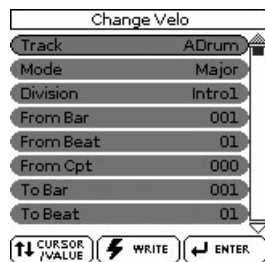 Change Velo
Track ADrum
Mode Major
Division Intro1
From Bar 001
From Beat 01
From Cpt 000
To Bar 001
To Beat 01
CURSOR /VALUE WRITE ENTER